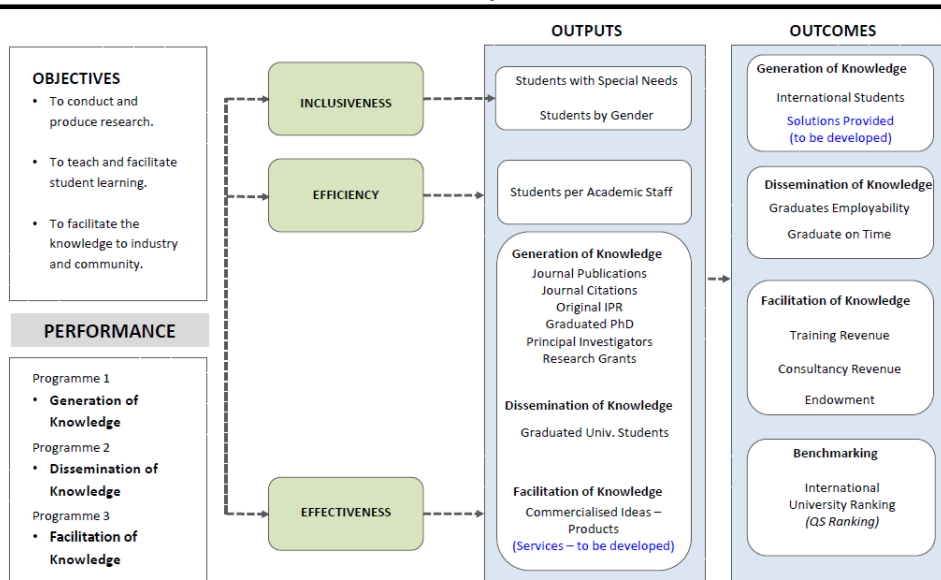 OBJECTIVES
• To conduct and
produce research.
• To teach and facilitate
student learning.
• To facilitate the
knowledge to industry
and community.
PERFORMANCE
Programme 1
• Generation of
Knowledge
Programme 2
• Dissemination of
Knowledge
Programme 3
• Facilitation of
Knowledge
INCLUSIVENESS
EFFICIENCY
EFFECTIVENESS
OUTPUTS
Students with Special Needs
Students by Gender
Students per Academic Staff
Generation of Knowledge
Journal Publications
Journal Citations
Original IPR
Graduated PhD
Principal Investigators
Research Grants
Dissemination of Knowledge
Graduated Univ. Students
Facilitation of Knowledge
Commercialised Ideas –
Products
(Services – to be developed)
OUTCOMES
Generation of Knowledge
International Students
Solutions Provided
(to be developed)
Dissemination of Knowledge
Graduates Employability
Graduate on Time
Facilitation of Knowledge
Training Revenue
Consultancy Revenue
Endowment
Benchmarking
International
University Ranking
(QS Ranking)